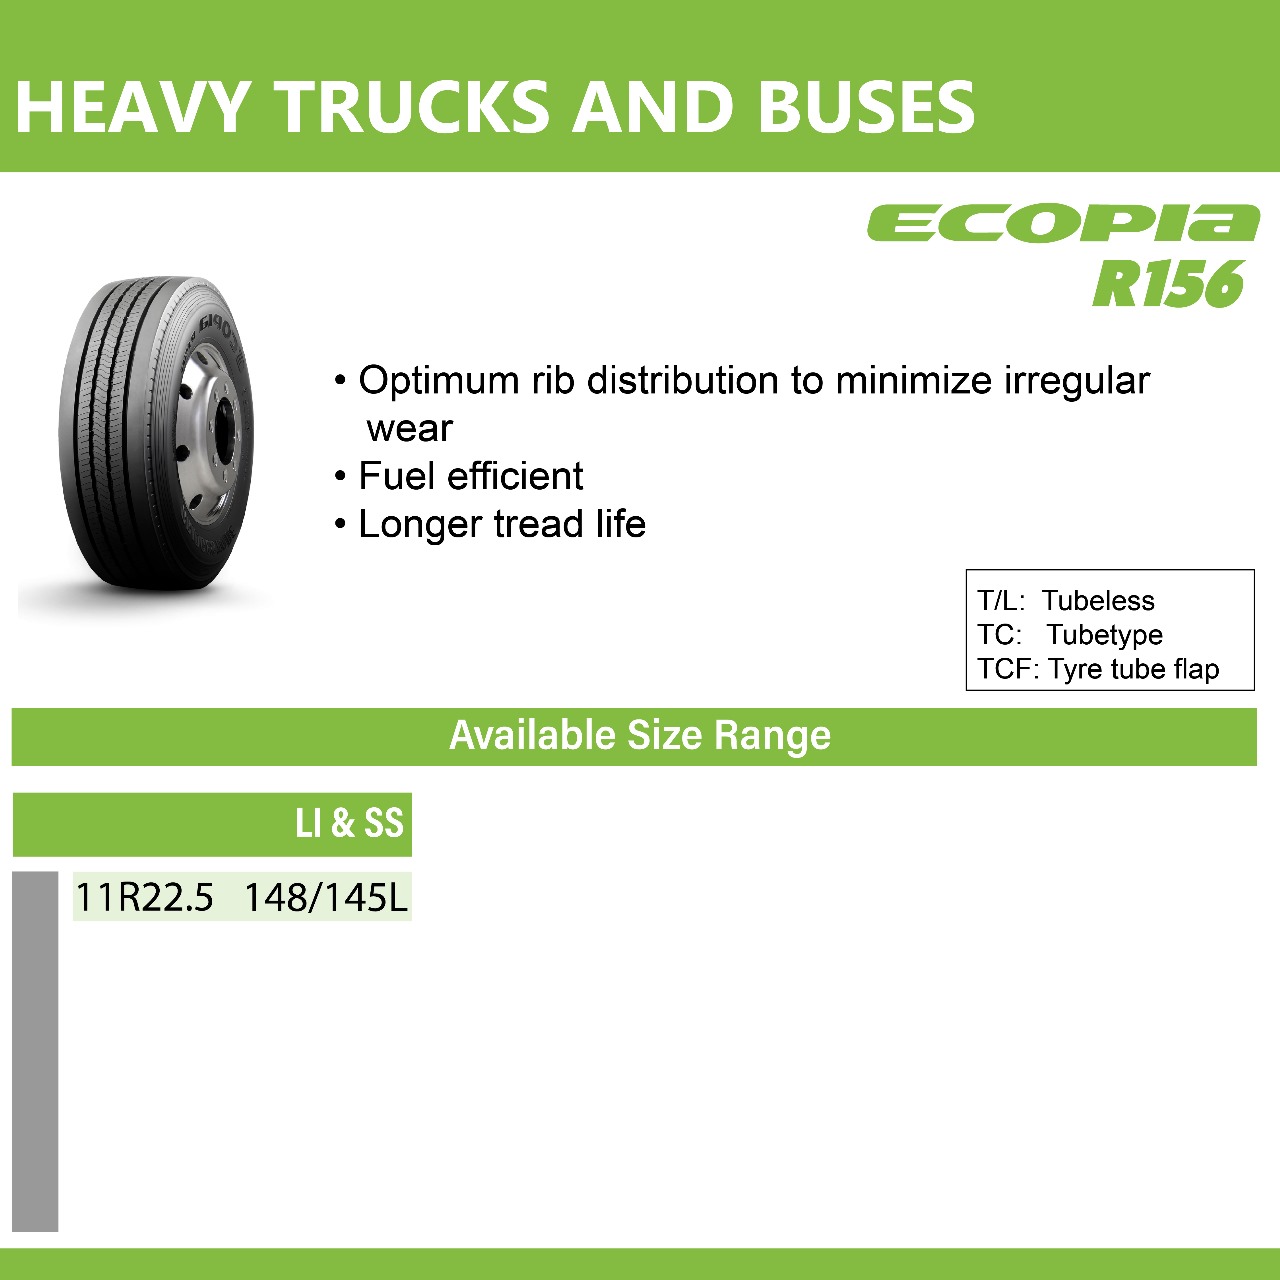 HEAVY TRUCKS AND BUSES
ECOPIA
R156
• Optimum rib distribution to minimize irregular
wear
• Fuel efficient
• Longer tread life
T/L: Tubeless
TC: Tubetype
TCF: Tyre tube flap
Available Size Range
LI & SS
11R22.5 148/145L